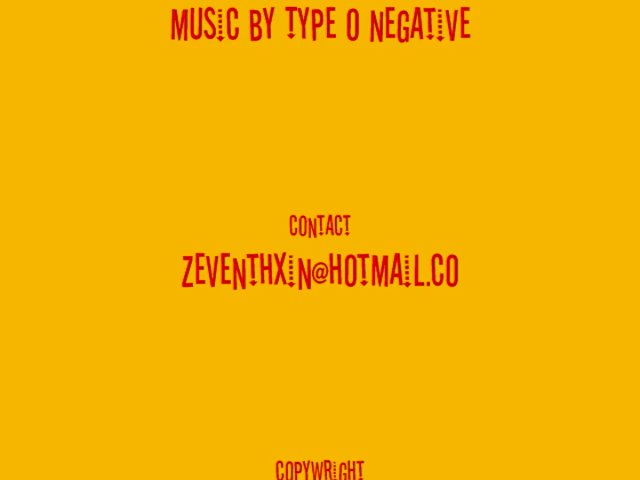 MUSIC BY TYPE O NEGATIVE
CONTACT
ZEVENTHXIN@HOTMAIL.CO
COPYWRIGHT